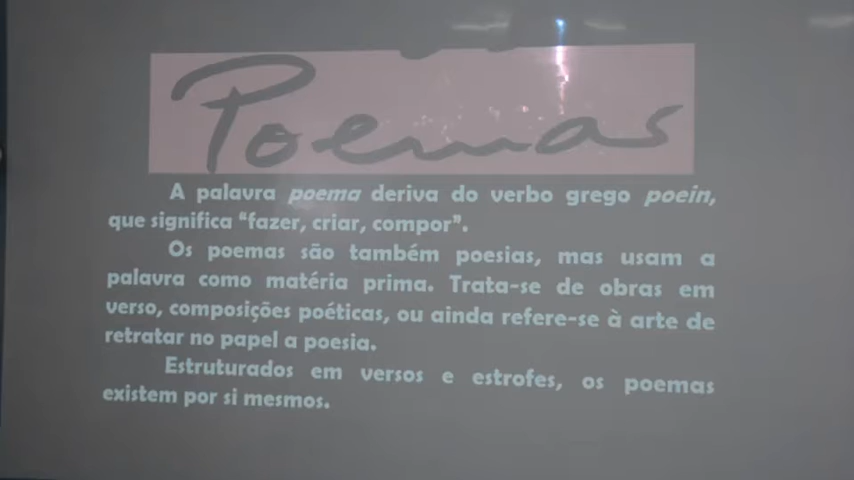 Poemas
A palavra poema deriva do verbo grego poein,
que significa “fazer, criar, compor”.
Os poemas são também poesias, mas usam a
palavra como matéria prima. Trata-se de obras em
verso, composições poéticas, ou ainda refere-se à arte de
retratar no papel a poesia.
Estruturados em versos e estrofes, os poemas
existem por si mesmos.